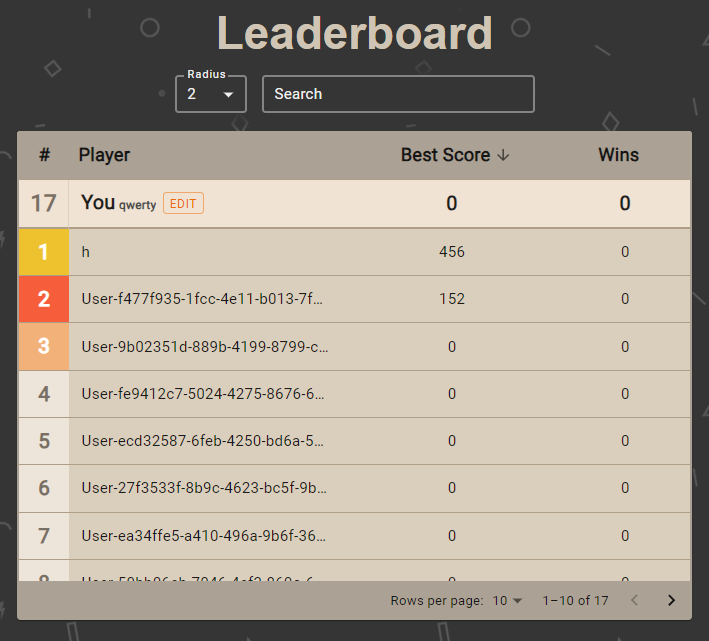 Leaderboard
Radius
2
Search
# Player Best Score Wins
17 You qwerty EDIT 0 0
1 h 456 0
2 User-f477f935-1fcc-4e11-b013-7f... 152 0
3 User-9b02351d-889b-4199-8799-c... 0 0
4 User-fe9412c7-5024-4275-8676-6... 0 0
5 User-ecd32587-6feb-4250-bd6a-5... 0 0
6 User-27f3533f-8b9c-4623-bc5f-9b... 0 0
7 User-ea34ffe5-a410-496a-9b6f-36... 0 0
Rows per page: 10 1–10 of 17